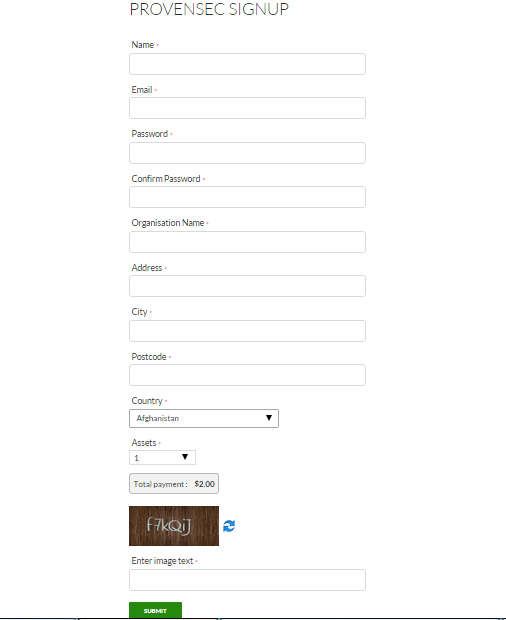 PROVENSEC SIGNUP
Name *
Email *
Password *
Confirm Password *
Organisation Name *
Address *
City *
Postcode *
Country *
Afghanistan
Assets *
1
Total payment : $2.00
f7kQiJ
Enter image text *
SUBMIT